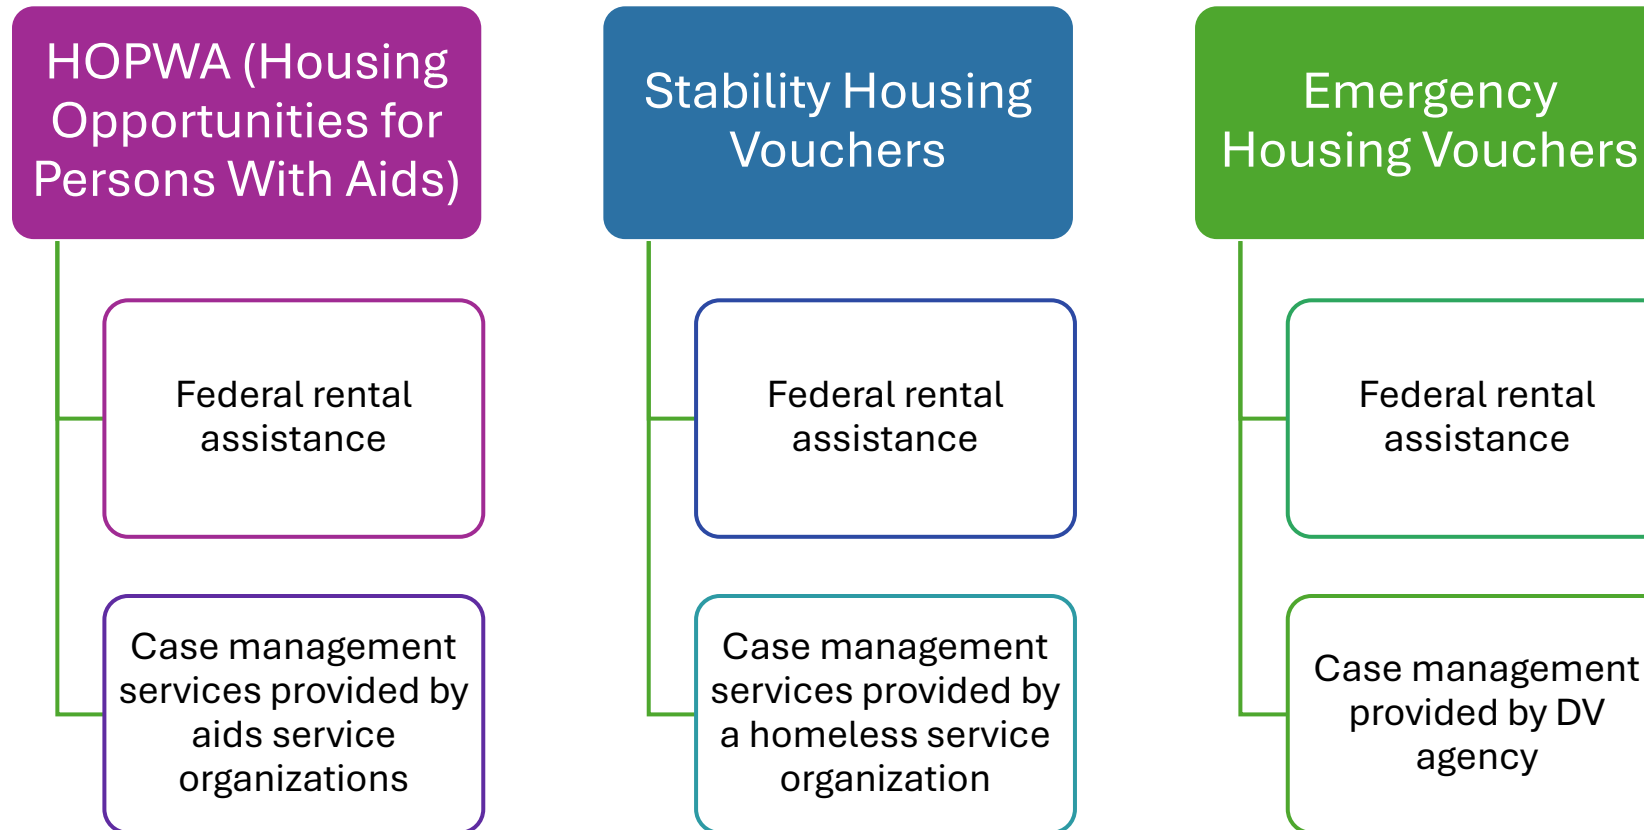 HOPWA (Housing
Opportunities for
Persons With Aids)
Federal rental
assistance
Case management
services provided by
aids service
organizations
Stability Housing
Vouchers
Federal rental
assistance
Case management
services provided by
a homeless service
organization
Emergency
Housing Vouchers
Federal rental
assistance
Case management
provided by DV
agency